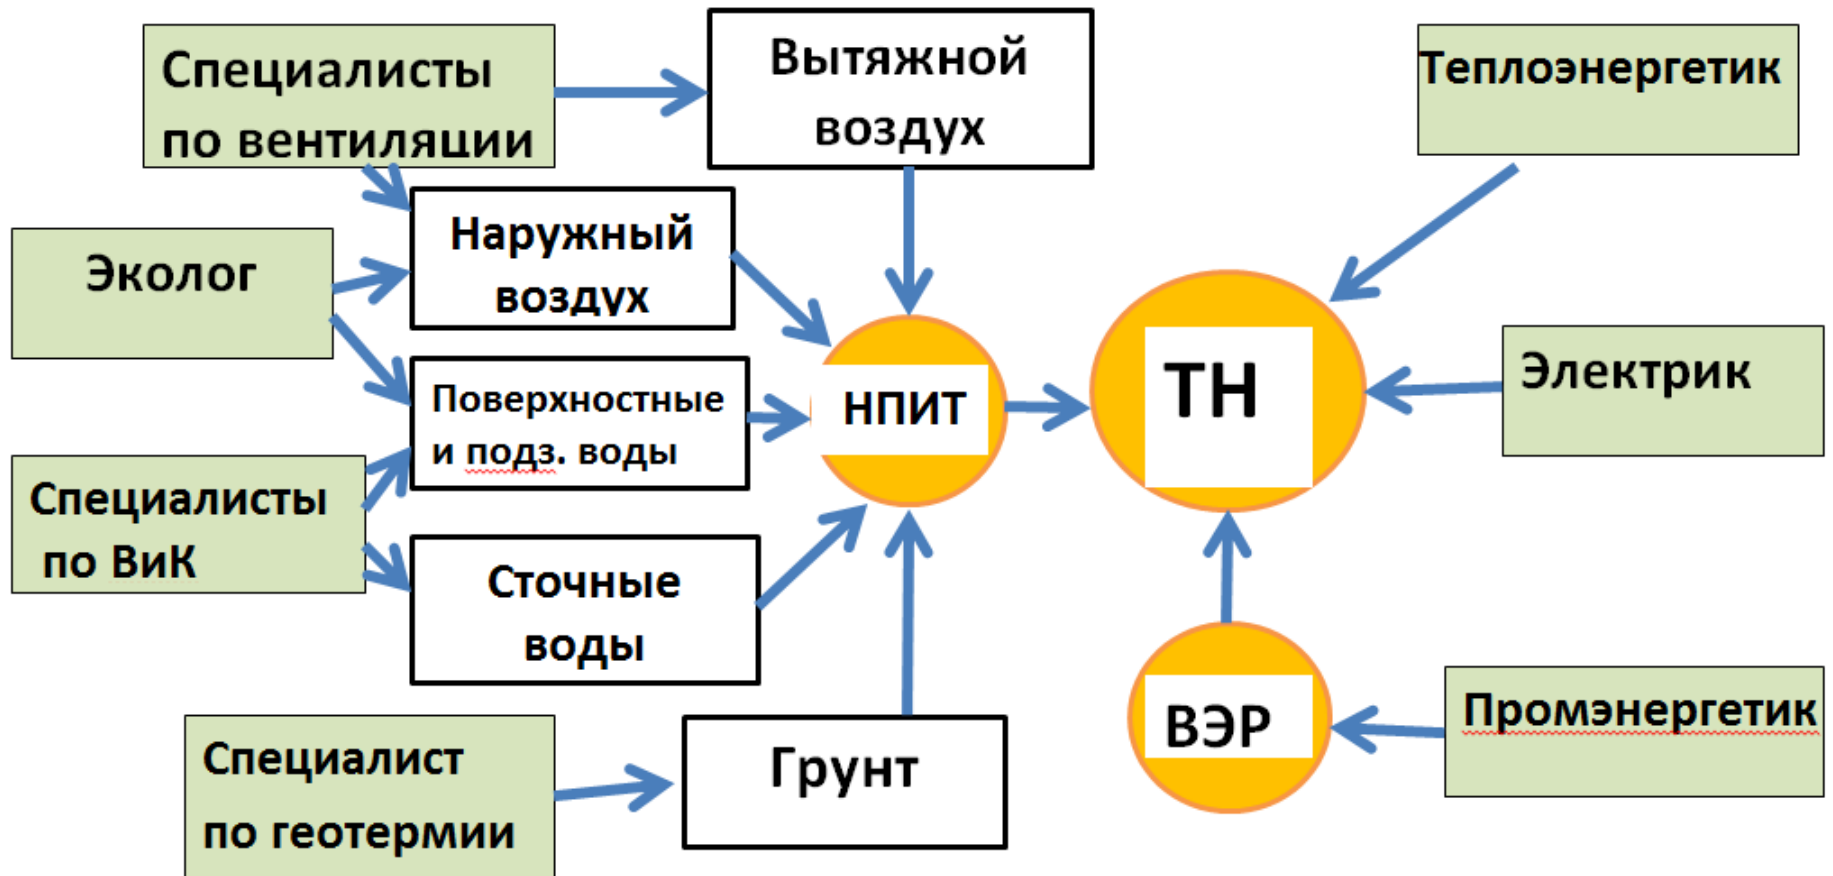 Специалисты
по вентиляции
Вытяжной
воздух
Теплоэнергетик
Эколог
Наружный
воздух
Поверхностные
и подз. воды
НПИТ
ТН
Электрик
Специалисты
по ВиК
Сточные
воды
ВЭР
Промэнергетик
Специалист
по геотермии
Грунт